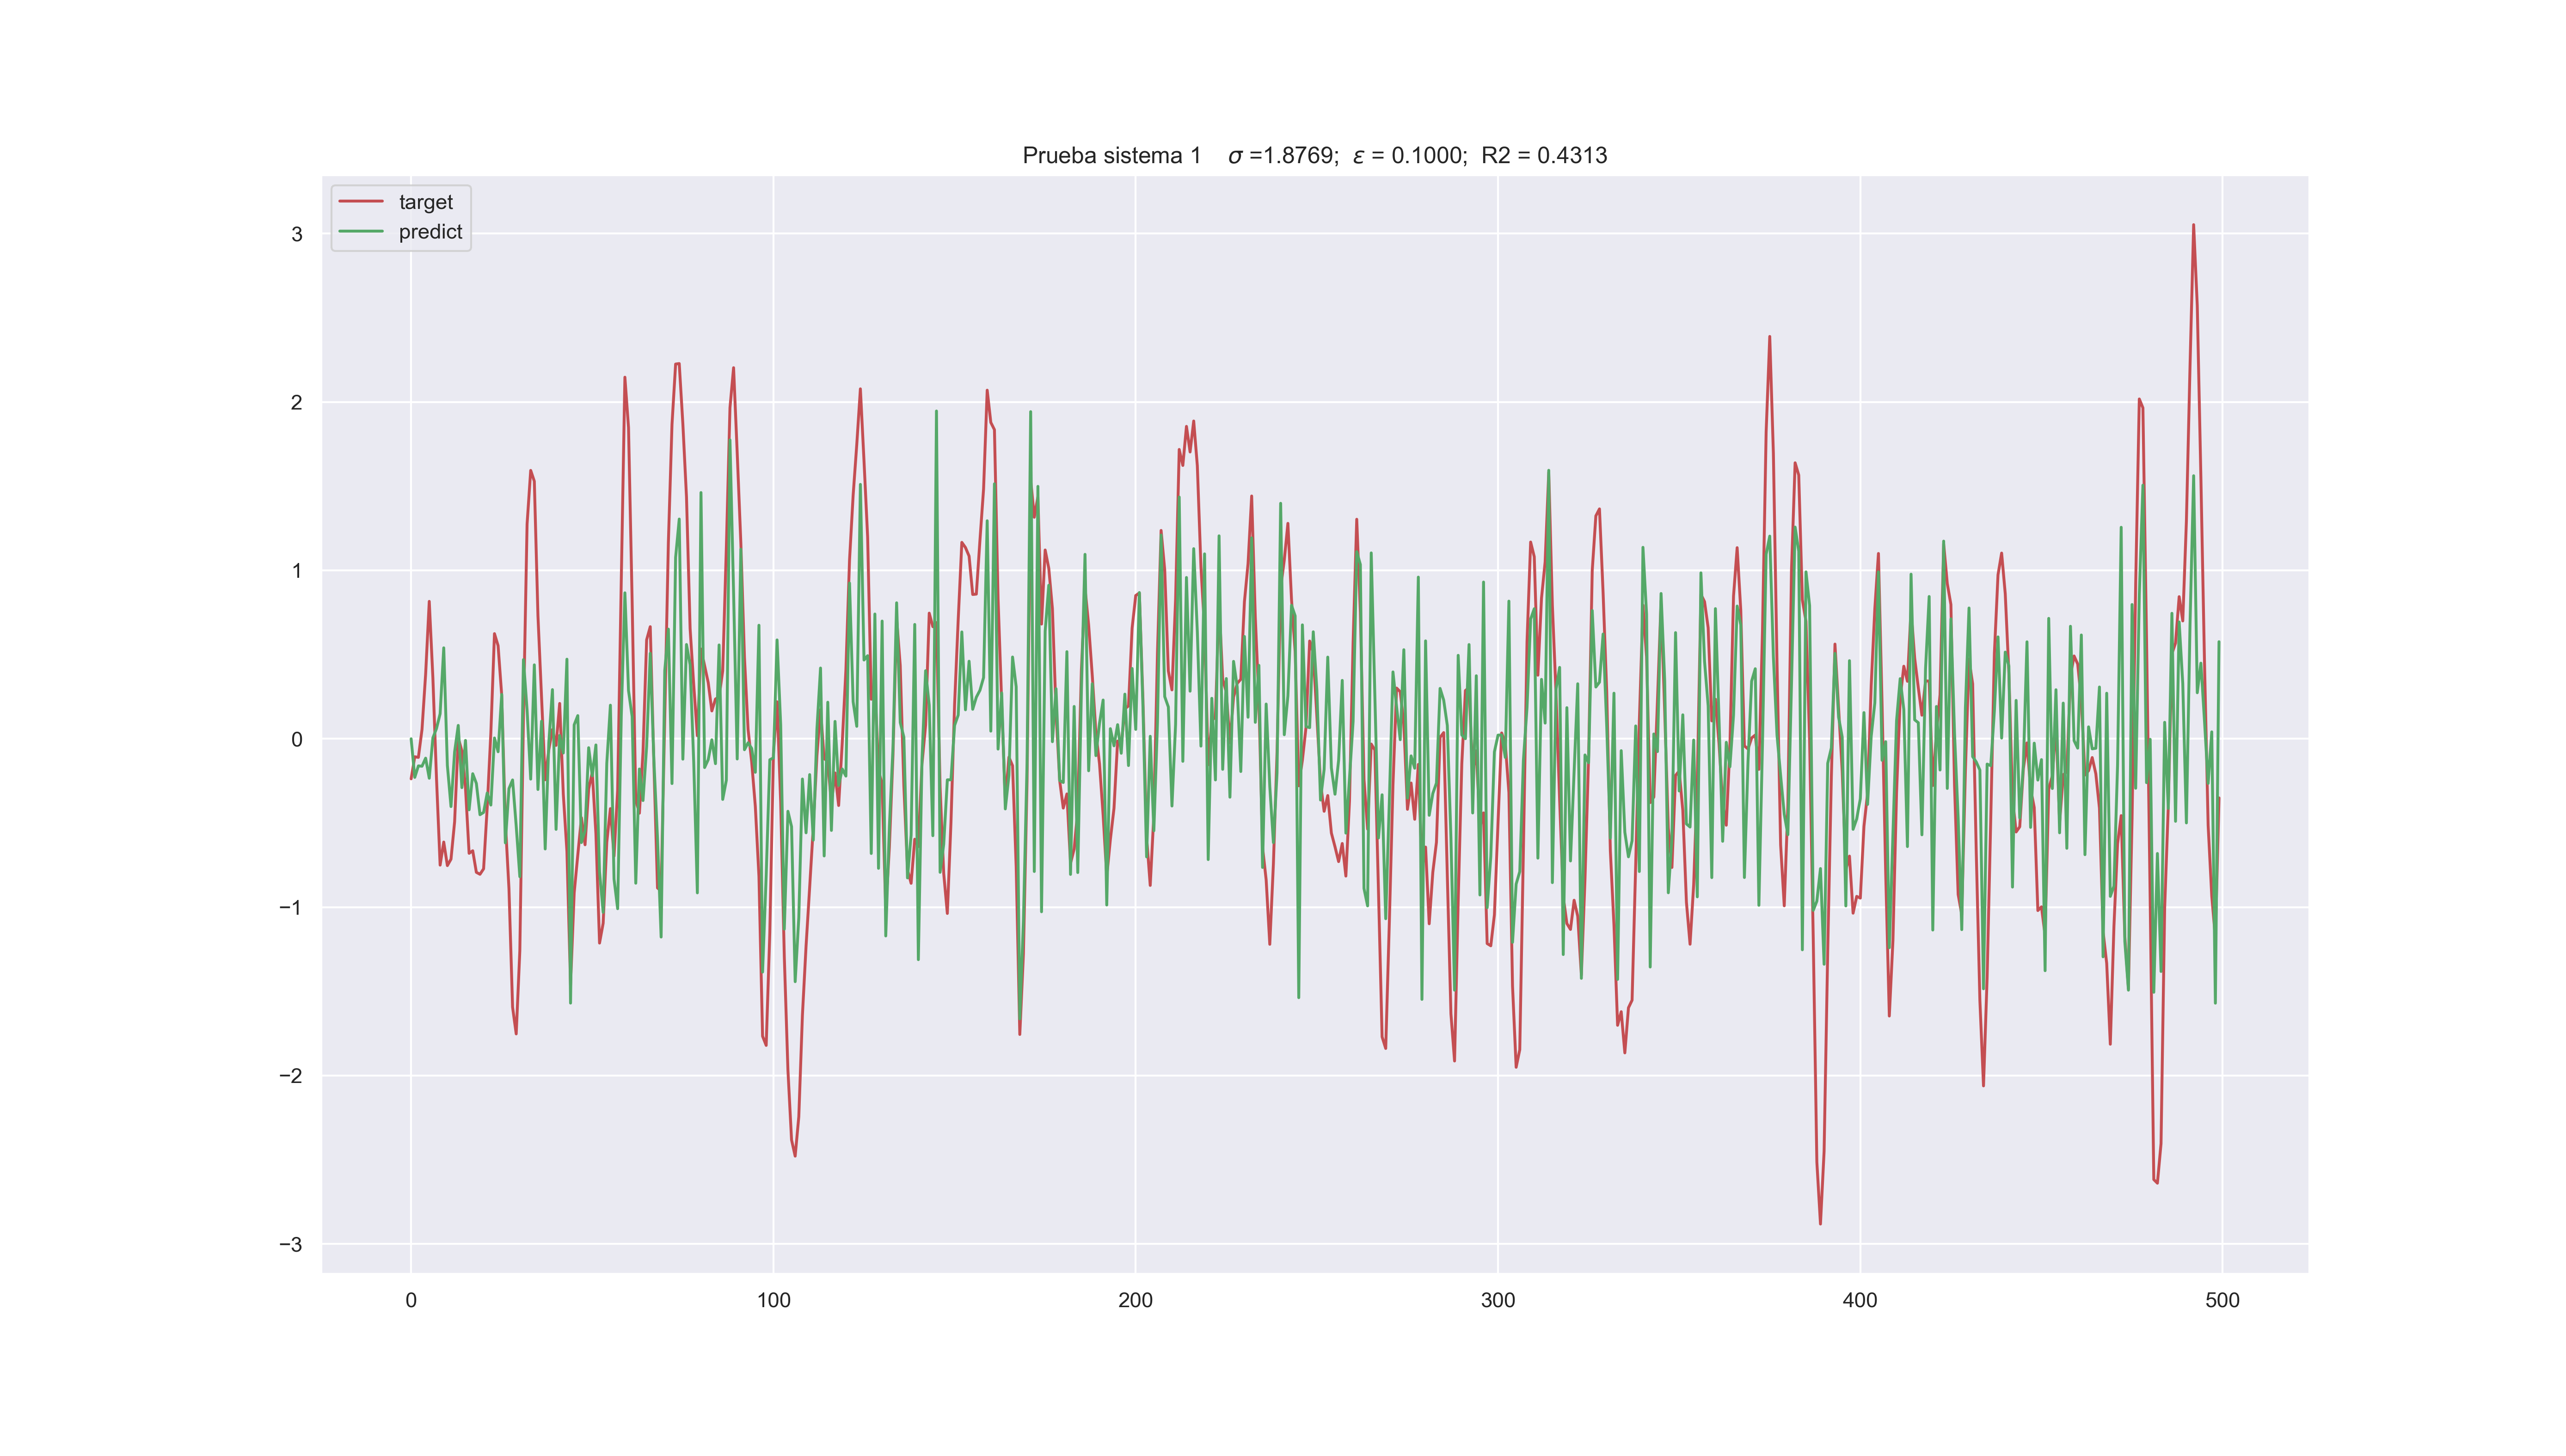 Prueba sistema 1    σ =1.8769;  ε = 0.1000;  R2 = 0.4313
target
predict
3
2
1
0
−1
−2
−3
0 100 200 300 400 500